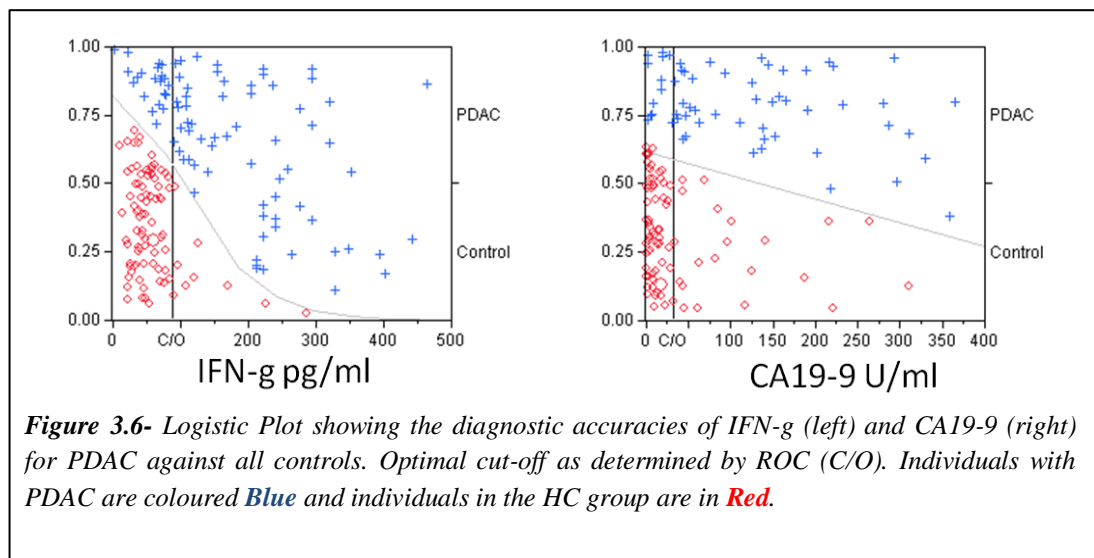 1.00
0.75
0.50
0.25
0.00
PDAC
Control
0 C/O 100 200 300 400 500
IFN-g pg/ml
1.00
0.75
0.50
0.25
0.00
PDAC
Control
0 C/O 100 150 200 250 300 350 400
CA19-9 U/ml
Figure 3.6- Logistic Plot showing the diagnostic accuracies of IFN-g (left) and CA19-9 (right)
for PDAC against all controls. Optimal cut-off as determined by ROC (C/O). Individuals with
PDAC are coloured Blue and individuals in the HC group are in Red.